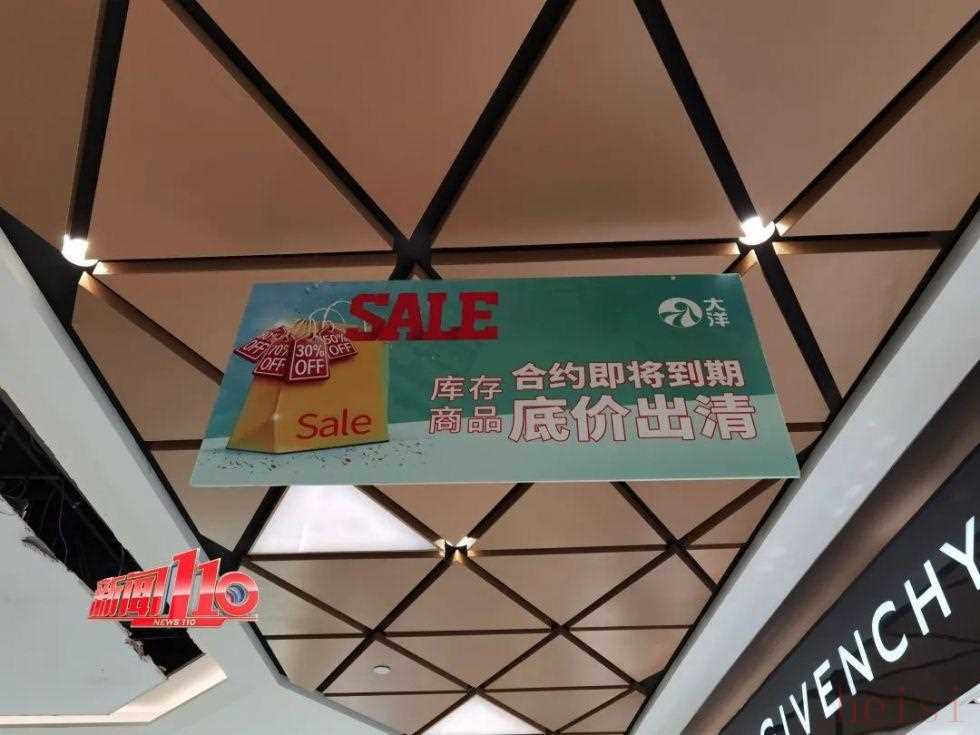 SALE
大洋
50%
OFF
30%
OFF
70%
OFF
OFF
Sale
库存
商品
合约即将到期
底价出清
新闻110
NEWS 110
GIVENCHY
heisi